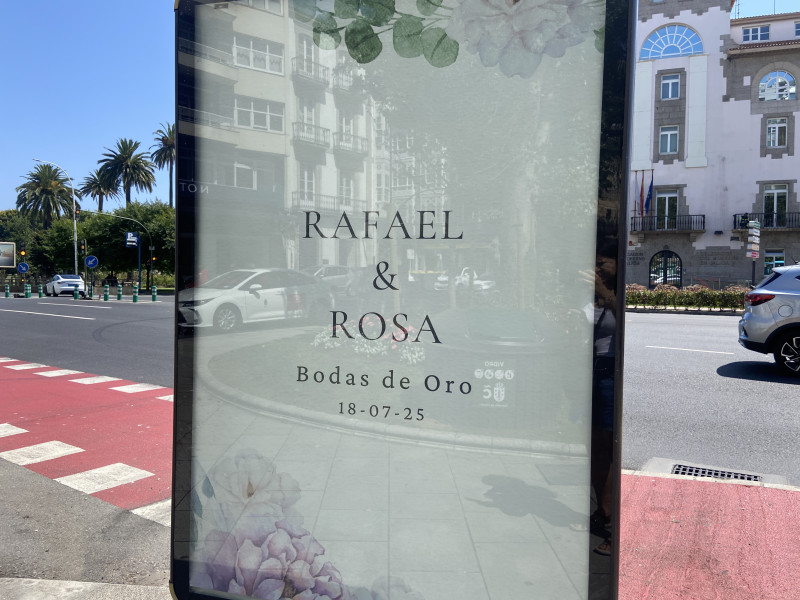 RAFAEL
&
ROSA
Bodas de Oro
18-07-25